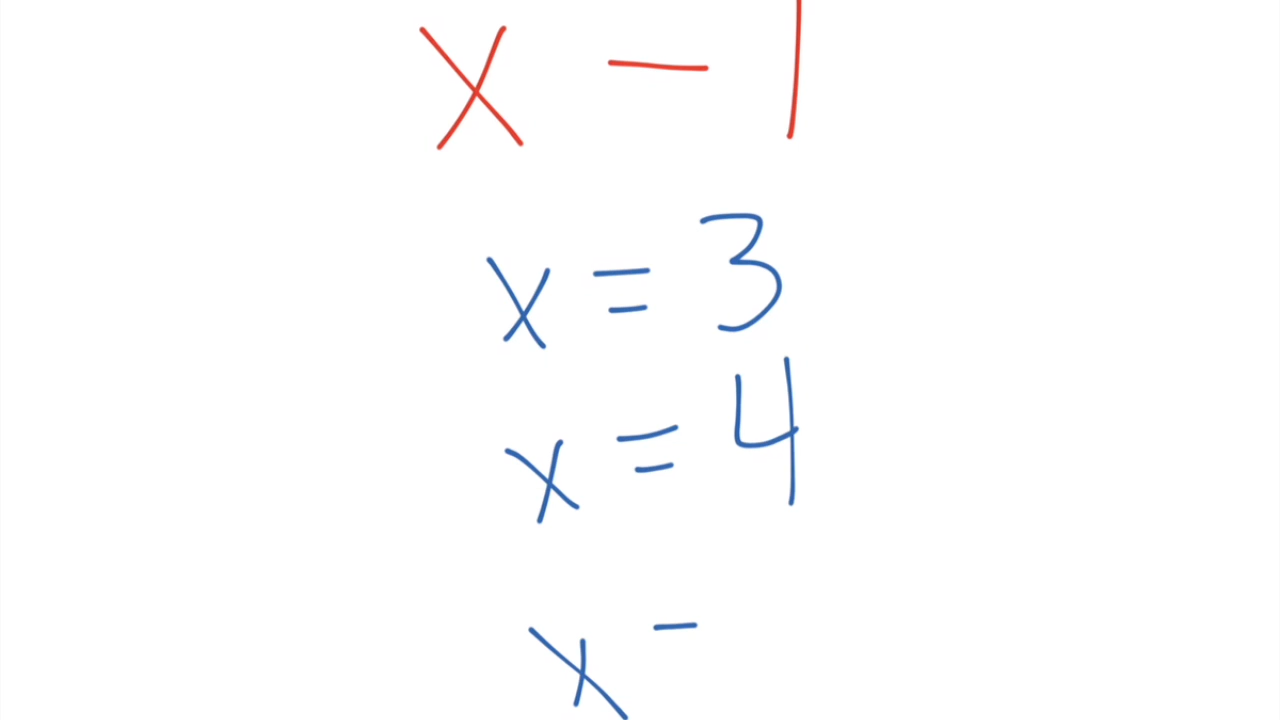 x - 1
x = 3
x = 4
x -